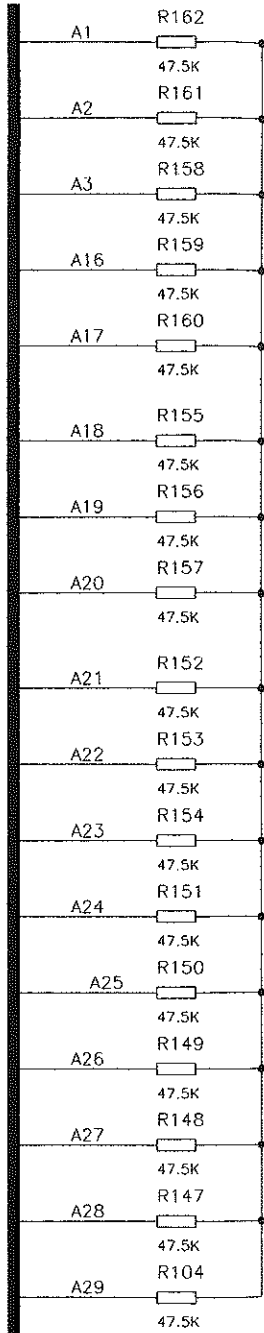 R162
A1
47.5K
R161
A2
47.5K
R158
A3
47.5K
R159
A16
47.5K
R160
A17
47.5K
R155
A18
47.5K
R156
A19
47.5K
R157
A20
47.5K
R152
A21
47.5K
R153
A22
47.5K
R154
A23
47.5K
R151
A24
47.5K
R150
A25
47.5K
R149
A26
47.5K
R148
A27
47.5K
R147
A28
47.5K
R104
A29
47.5K